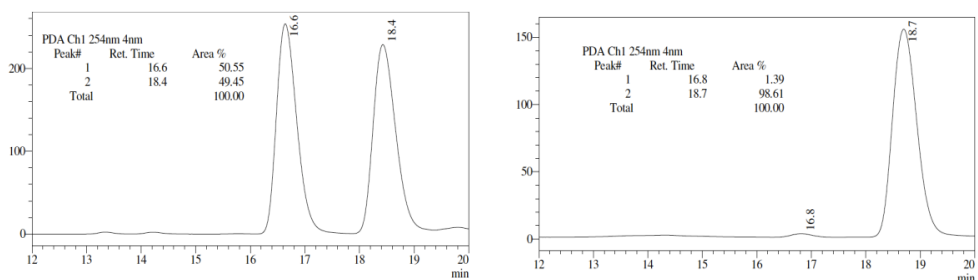 PDA Ch1 254nm 4nm
Peak# Ret. Time Area %
1 16.6 50.55
2 18.4 49.45
Total 100.00
16.6
18.4
200
100
0
12 13 14 15 16 17 18 19 20
min
PDA Ch1 254nm 4nm
Peak# Ret. Time Area %
1 16.8 1.39
2 18.7 98.61
Total 100.00
16.8
18.7
150
100
50
0
12 13 14 15 16 17 18 19 20
min